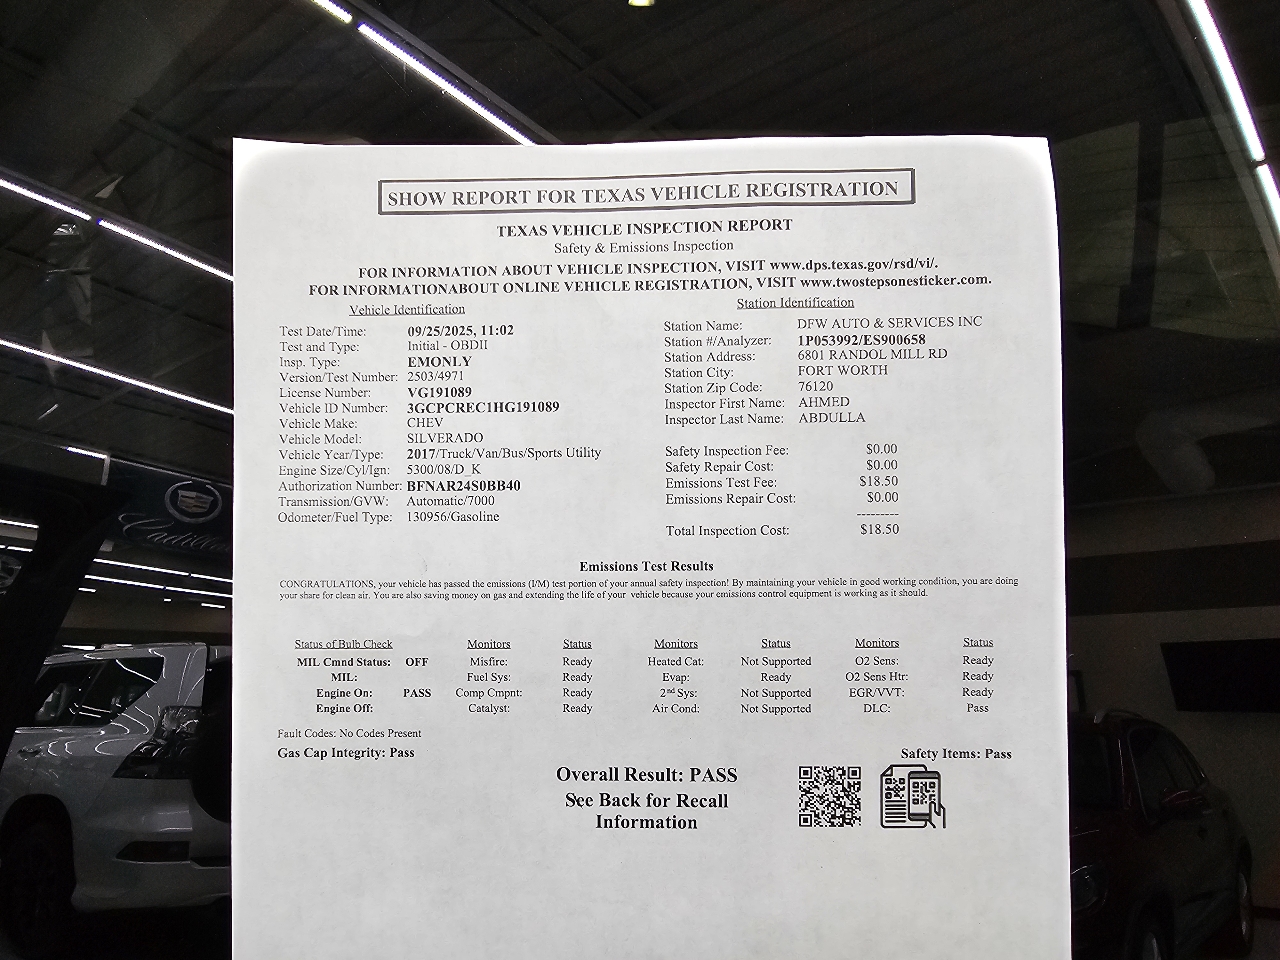 SHOW REPORT FOR TEXAS VEHICLE REGISTRATION
TEXAS VEHICLE INSPECTION REPORT
Safety & Emissions Inspection
FOR INFORMATION ABOUT VEHICLE INSPECTION, VISIT www.dps.texas.gov/rsd/vi/.
FOR INFORMATIONABOUT ONLINE VEHICLE REGISTRATION, VISIT www.twostepsonesticker.com.
Vehicle Identification
Test Date/Time: 09/25/2025, 11:02
Test and Type: Initial - OBDII
Insp. Type: EMONLY
Version/Test Number: 2503/4971
License Number: VG191089
Vehicle ID Number: 3GCPCREC1HG191089
Vehicle Make: CHEV
Vehicle Model: SILVERADO
Vehicle Year/Type: 2017/Truck/Van/Bus/Sports Utility
Engine Size/Cyl/Ign: 5300/08/D_K
Authorization Number: BFNAR24S0BB40
Transmission/GVW: Automatic/7000
Odometer/Fuel Type: 130956/Gasoline
Station Identification
Station Name: DFW AUTO & SERVICES INC
Station #/Analyzer: 1P053992/ES900658
Station Address: 6801 RANDOL MILL RD
Station City: FORT WORTH
Station Zip Code: 76120
Inspector First Name: AHMED
Inspector Last Name: ABDULLA
Safety Inspection Fee: $0.00
Safety Repair Cost: $0.00
Emissions Test Fee: $18.50
Emissions Repair Cost: $0.00
---------
Total Inspection Cost: $18.50
Emissions Test Results
CONGRATULATIONS, your vehicle has passed the emissions (I/M) test portion of your annual safety inspection! By maintaining your vehicle in good working condition, you are doing
your share for clean air. You are also saving money on gas and extending the life of your vehicle because your emissions control equipment is working as it should.
Status of Bulb Check Monitors Status Monitors Status Monitors Status
MIL Cmnd Status: OFF Misfire: Ready Heated Cat: Not Supported O2 Sens: Ready
MIL: Fuel Sys: Ready Evap: Ready O2 Sens Htr: Ready
Engine On: PASS Comp Cmpnt: Ready 2nd Sys: Not Supported EGR/VVT: Ready
Engine Off: Catalyst: Ready Air Cond: Not Supported DLC: Pass
Fault Codes: No Codes Present
Gas Cap Integrity: Pass
Safety Items: Pass
Overall Result: PASS
See Back for Recall
Information
Cadillac